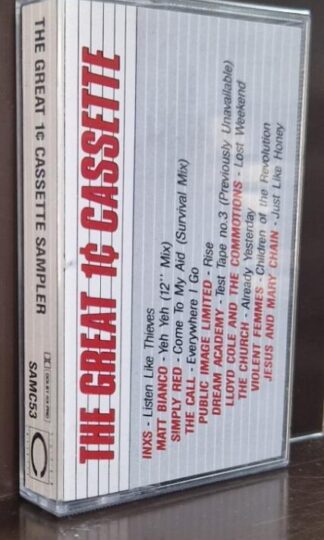 THE GREAT 1¢ CASSETTE SAMPLER
DOLBY HX PRO
SAMC53
THE GREAT 1¢ CASSETTE
INXS - Listen Like Thieves
MATT BIANCO - Yeh Yeh (12" Mix)
SIMPLY RED - Come To My Aid (Survival Mix)
THE CALL - Everywhere I Go
PUBLIC IMAGE LIMITED - Rise
DREAM ACADEMY - Test Tape no.3 (Previously Unavailable)
LLOYD COLE AND THE COMMOTIONS - Lost Weekend
THE CHURCH - Already Yesterday
VIOLENT FEMMES - Children of the Revolution
JESUS AND MARY CHAIN - Just Like Honey